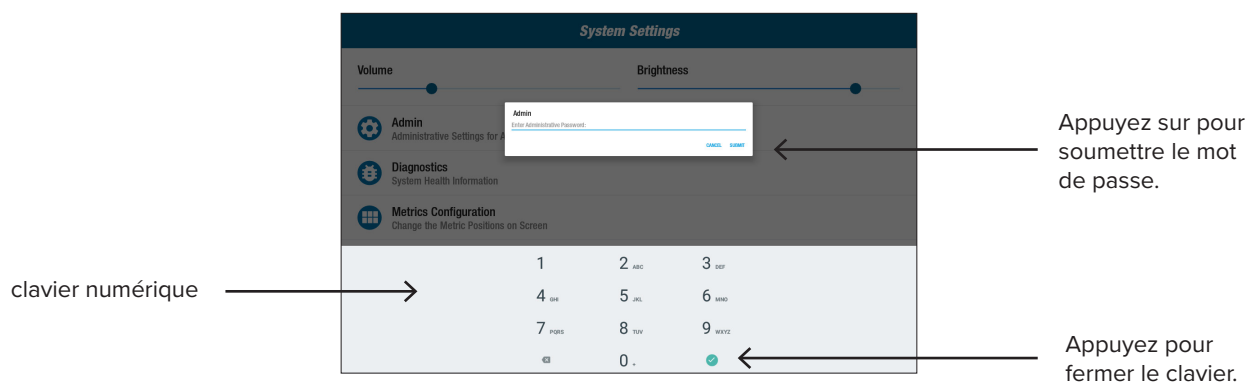 System Settings
Volume
Brightness
Admin
Enter Administrative Password:
CANCEL SUBMIT
Admin
Administrative Settings for A
Diagnostics
System Health Information
Metrics Configuration
Change the Metric Positions on Screen
Appuyez sur pour
soumettre le mot
de passe.
clavier numérique
1 2 ABC 3 DEF
4 GHI 5 JKL 6 MNO
7 PQRS 8 TUV 9 WXYZ
0 +
Appuyez pour
fermer le clavier.